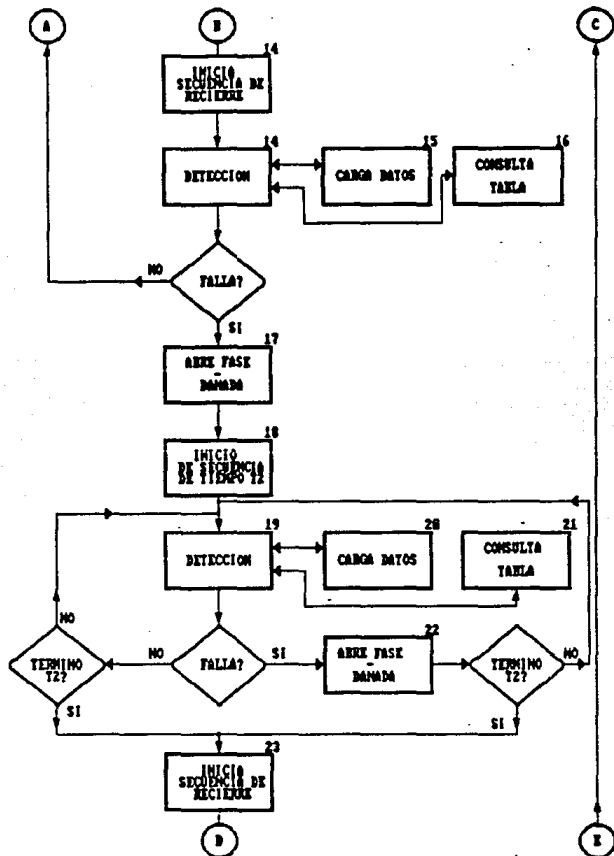 A
B
C
14
INICIA
SECUENCIA DE
RECIERRE
14
DETECCION
15
CARGA DATOS
16
CONSULTA
TABLA
FALLA?
NO
SI
17
ABRE FASE
-
DAMADA
18
INICIO
DE SECUENCIA
DE TIEMPO T2
19
DETECCION
20
CARGA DATOS
21
CONSULTA
TABLA
NO
TERMINO
T2?
NO
FALLA?
SI
22
ABRE FASE
-
DAMADA
TERMINO
T2?
NO
SI
SI
23
INICIA
SECUENCIA DE
RECIERRE
D
E